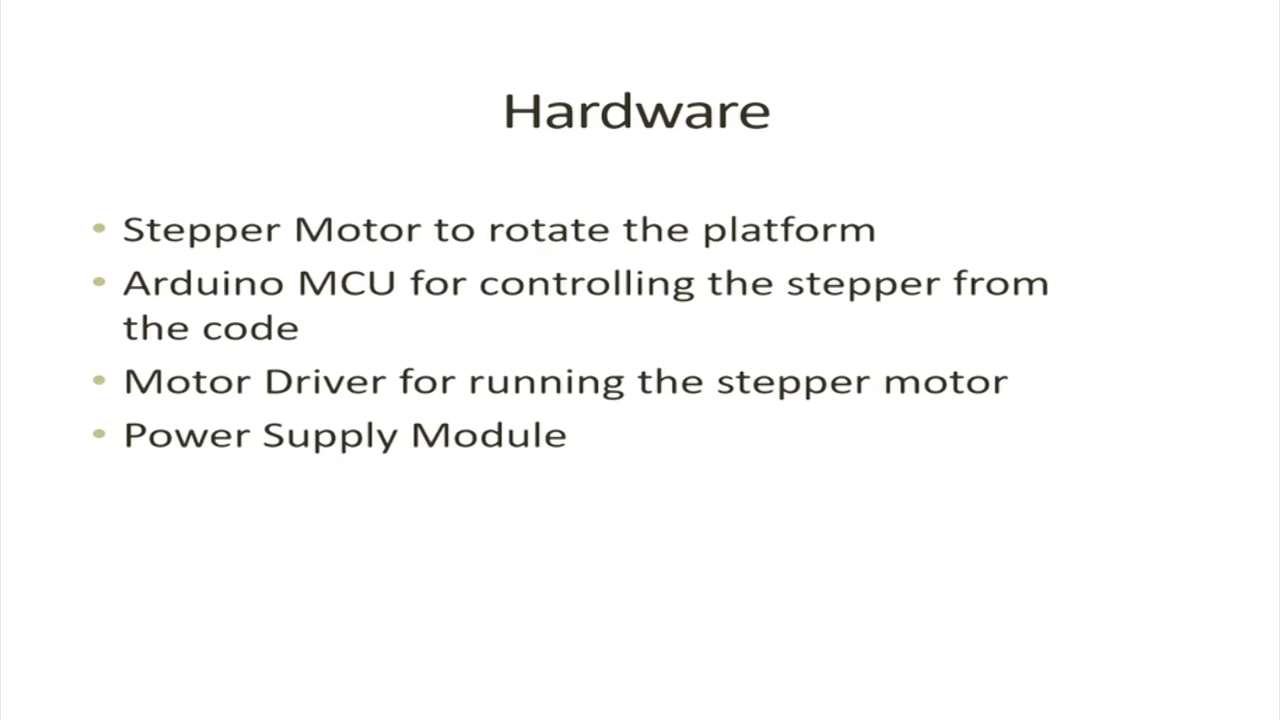 Hardware
• Stepper Motor to rotate the platform
• Arduino MCU for controlling the stepper from
the code
• Motor Driver for running the stepper motor
• Power Supply Module